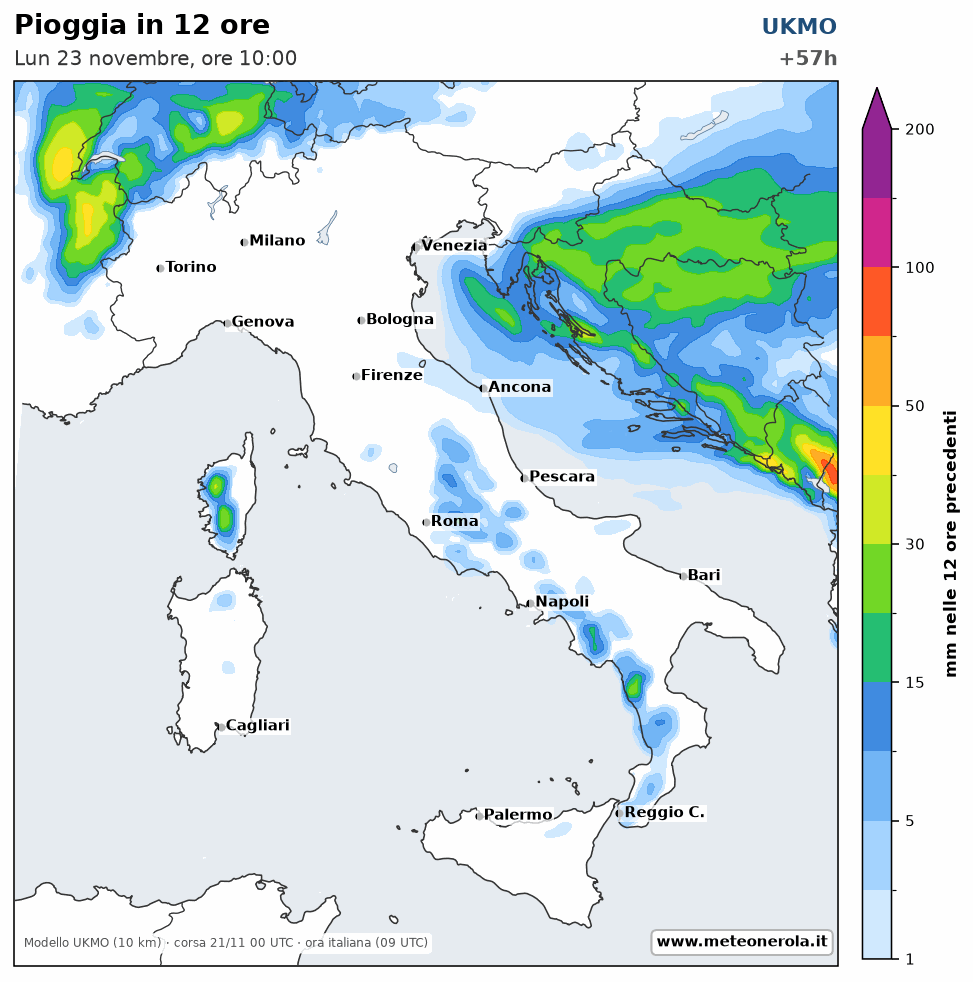 Pioggia in 12 ore
UKMO
Lun 23 novembre, ore 10:00
+57h
200
100
50
30
15
5
1
mm nelle 12 ore precedenti
Milano
Venezia
Torino
Genova
Bologna
Firenze
Ancona
Pescara
Roma
Bari
Napoli
Cagliari
Palermo
Reggio C.
Modello UKMO (10 km) · corsa 21/11 00 UTC · ora italiana (09 UTC)
www.meteonerola.it